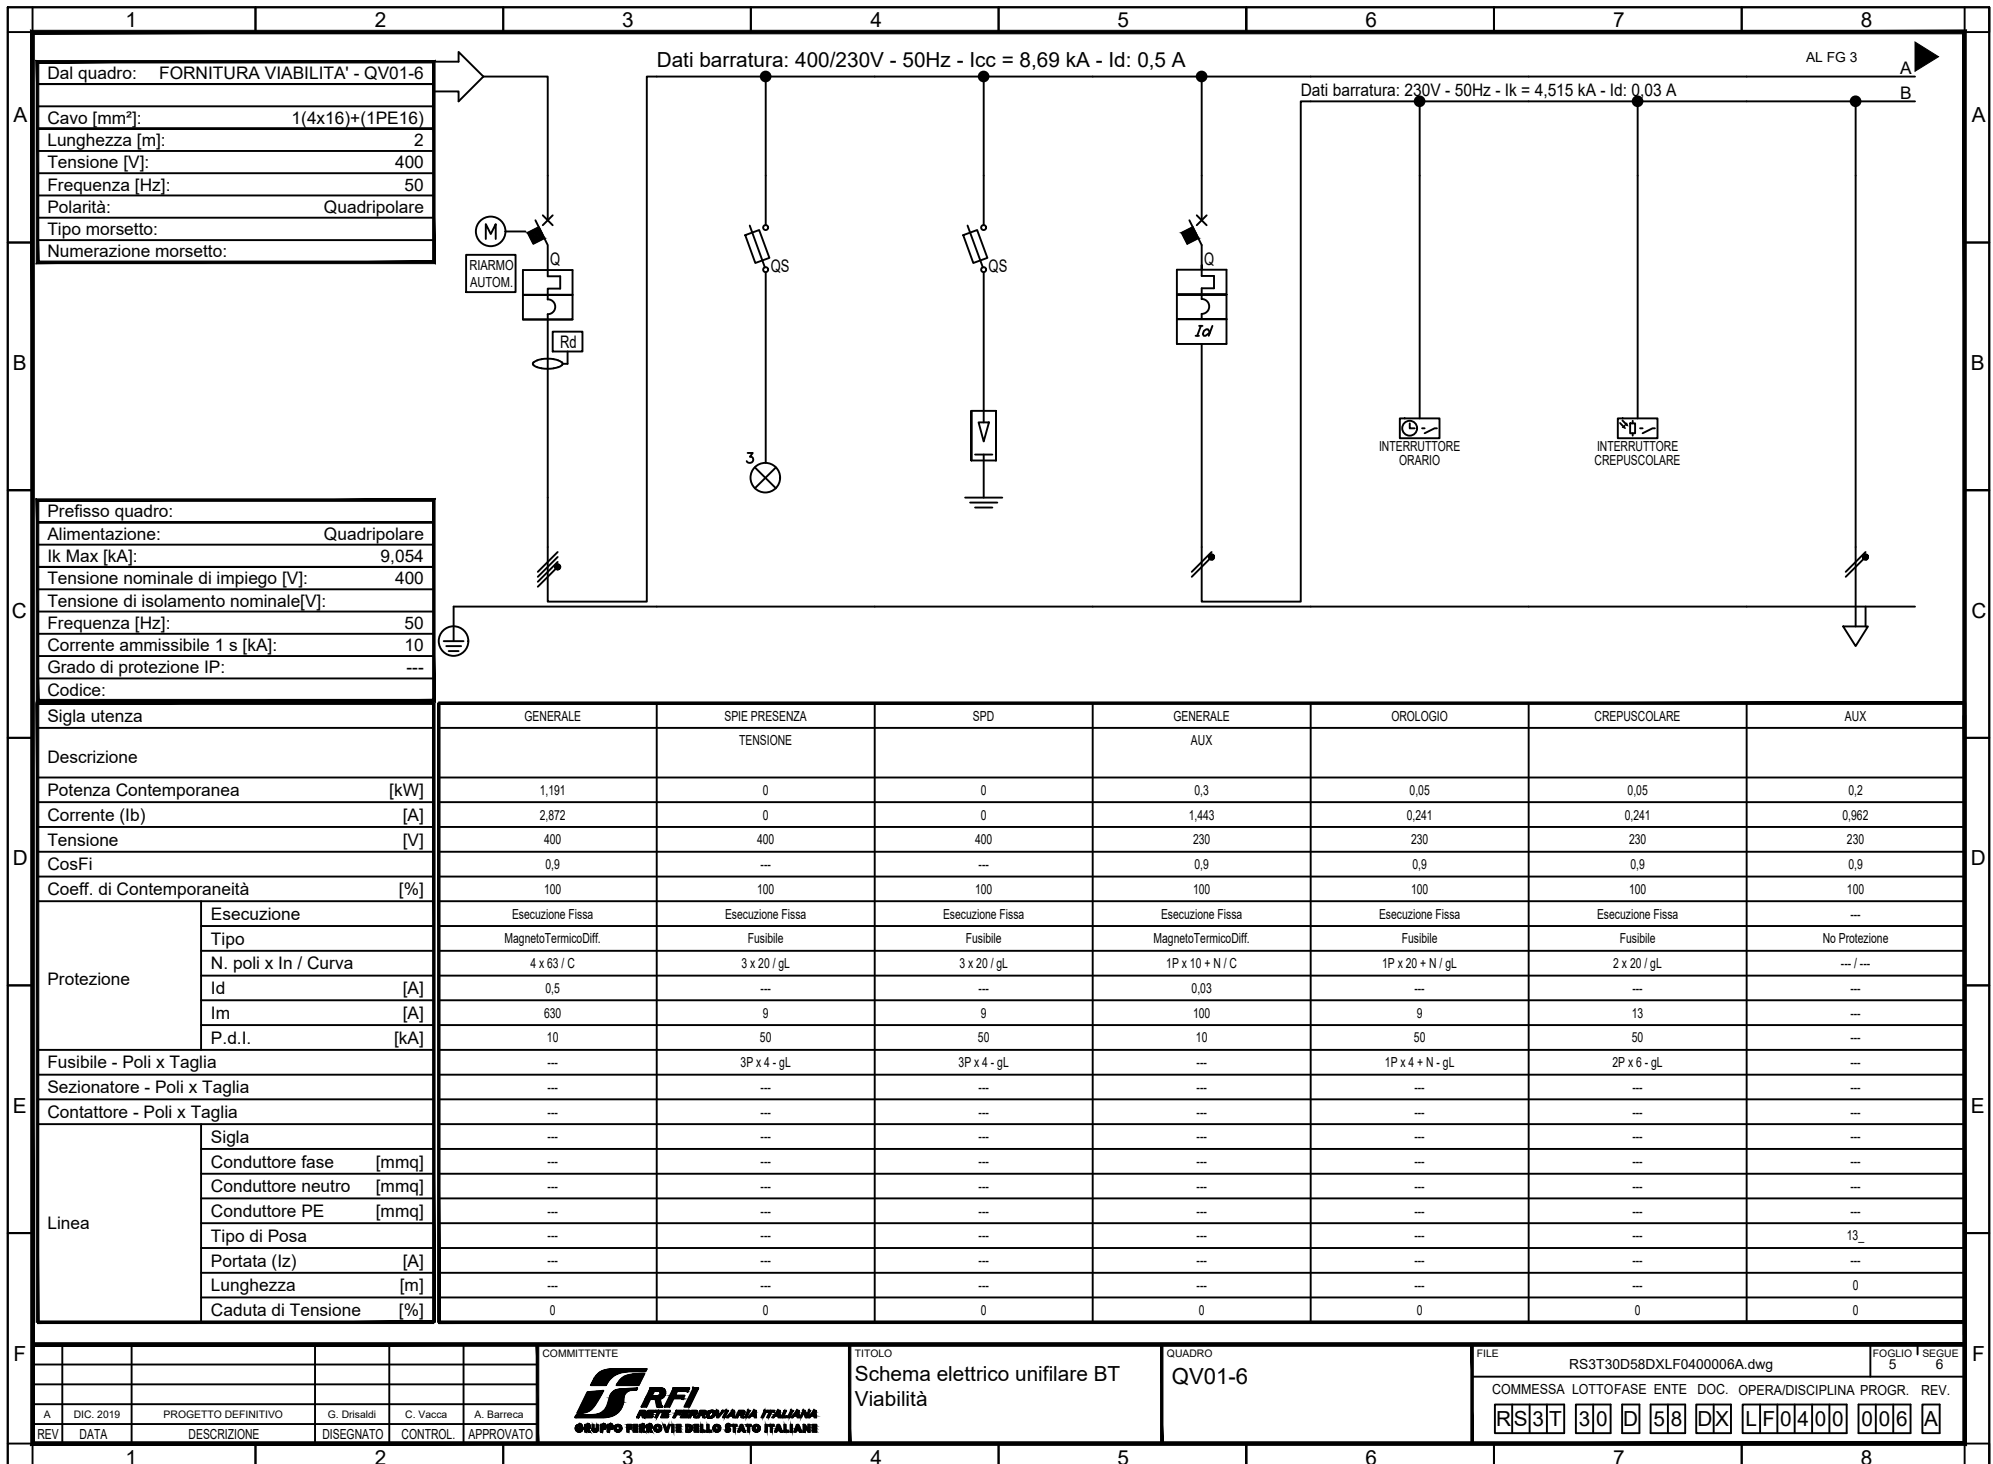 1 2 3 4 5 6 7 8
Dati barratura: 400/230V - 50Hz - Icc = 8,69 kA - Id: 0,5 A
AL FG 3
A
Dati barratura: 230V - 50Hz - Ik = 4,515 kA - Id: 0,03 A
B
Dal quadro: FORNITURA VIABILITA' - QV01-6
Cavo [mm²]: 1(4x16)+(1PE16)
Lunghezza [m]: 2
Tensione [V]: 400
Frequenza [Hz]: 50
Polarità: Quadripolare
Tipo morsetto:
Numerazione morsetto:
A A
M
RIARMO
AUTOM.
Q
Rd
QS
3
QS
Q
Id
INTERRUTTORE
ORARIO
INTERRUTTORE
CREPUSCOLARE
B B
Prefisso quadro:
Alimentazione: Quadripolare
Ik Max [kA]: 9,054
Tensione nominale di impiego [V]: 400
Tensione di isolamento nominale[V]:
Frequenza [Hz]: 50
Corrente ammissibile 1 s [kA]: 10
Grado di protezione IP: ---
Codice:
C C
Sigla utenza GENERALE SPIE PRESENZA SPD GENERALE OROLOGIO CREPUSCOLARE AUX
Descrizione TENSIONE AUX
Potenza Contemporanea [kW] 1,191 0 0 0,3 0,05 0,05 0,2
Corrente (Ib) [A] 2,872 0 0 1,443 0,241 0,241 0,962
Tensione [V] 400 400 400 230 230 230 230
CosFi 0,9 --- --- 0,9 0,9 0,9 0,9
Coeff. di Contemporaneità [%] 100 100 100 100 100 100 100
D D
Protezione
Esecuzione Esecuzione Fissa Esecuzione Fissa Esecuzione Fissa Esecuzione Fissa Esecuzione Fissa Esecuzione Fissa ---
Tipo MagnetoTermicoDiff. Fusibile Fusibile MagnetoTermicoDiff. Fusibile Fusibile No Protezione
N. poli x In / Curva 4 x 63 / C 3 x 20 / gL 3 x 20 / gL 1P x 10 + N / C 1P x 20 + N / gL 2 x 20 / gL --- / ---
Id [A] 0,5 --- --- 0,03 --- --- ---
Im [A] 630 9 9 100 9 13 ---
P.d.I. [kA] 10 50 50 10 50 50 ---
Fusibile - Poli x Taglia --- 3P x 4 - gL 3P x 4 - gL --- 1P x 4 + N - gL 2P x 6 - gL ---
Sezionatore - Poli x Taglia --- --- --- --- --- --- ---
Contattore - Poli x Taglia --- --- --- --- --- --- ---
E E
Linea
Sigla --- --- --- --- --- --- ---
Conduttore fase [mmq] --- --- --- --- --- --- ---
Conduttore neutro [mmq] --- --- --- --- --- --- ---
Conduttore PE [mmq] --- --- --- --- --- --- ---
Tipo di Posa --- --- --- --- --- --- 13_
Portata (Iz) [A] --- --- --- --- --- --- ---
Lunghezza [m] --- --- --- --- --- --- 0
Caduta di Tensione [%] 0 0 0 0 0 0 0
F F
A DIC. 2019 PROGETTO DEFINITIVO G. Drisaldi C. Vacca A. Barreca
REV DATA DESCRIZIONE DISEGNATO CONTROL. APPROVATO
COMMITTENTE
RFI
RETE FERROVIARIA ITALIANA
GRUPPO FERROVIE DELLO STATO ITALIANE
TITOLO
Schema elettrico unifilare BT
Viabilità
QUADRO
QV01-6
FILE
RS3T30D58DXLF0400006A.dwg
FOGLIO SEGUE
5 6
COMMESSA LOTTO FASE ENTE DOC. OPERA/DISCIPLINA PROGR. REV.
RS3T 30 D 58 DX LF0400 006 A
1 2 3 4 5 6 7 8